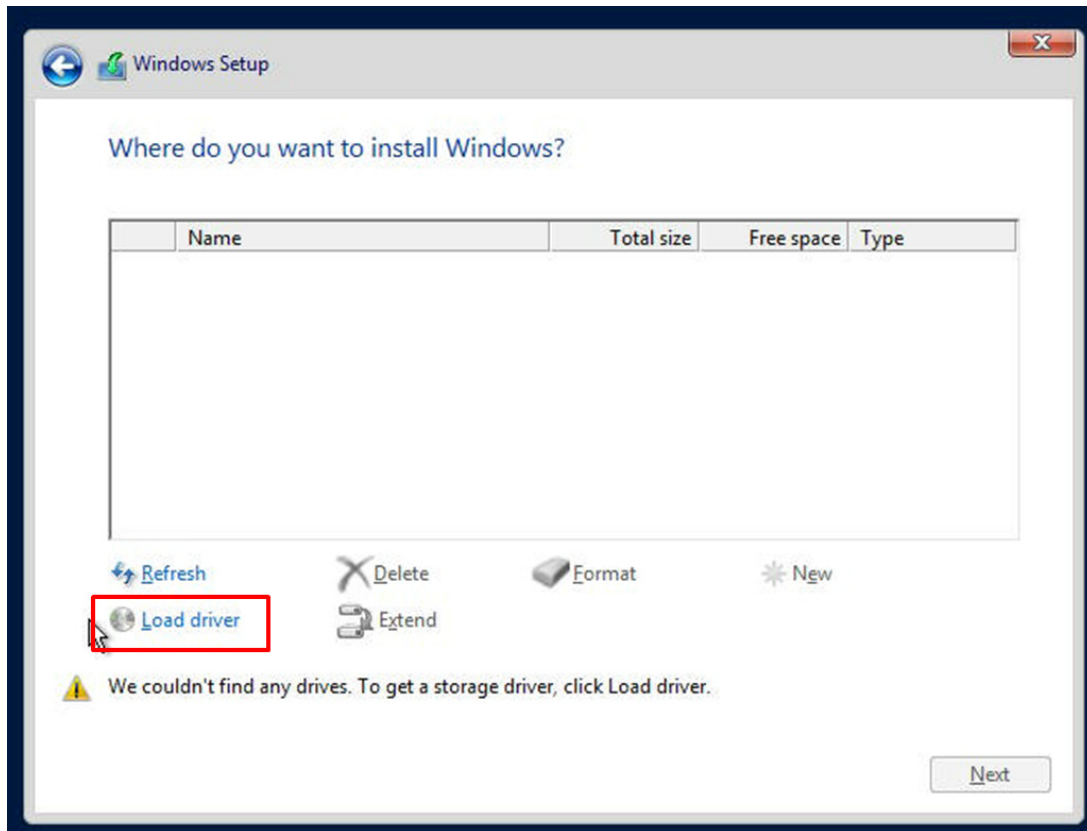 Windows Setup
Where do you want to install Windows?
Name Total size Free space Type
Refresh Delete Format New
Load driver Extend
We couldn't find any drives. To get a storage driver, click Load driver.
Next